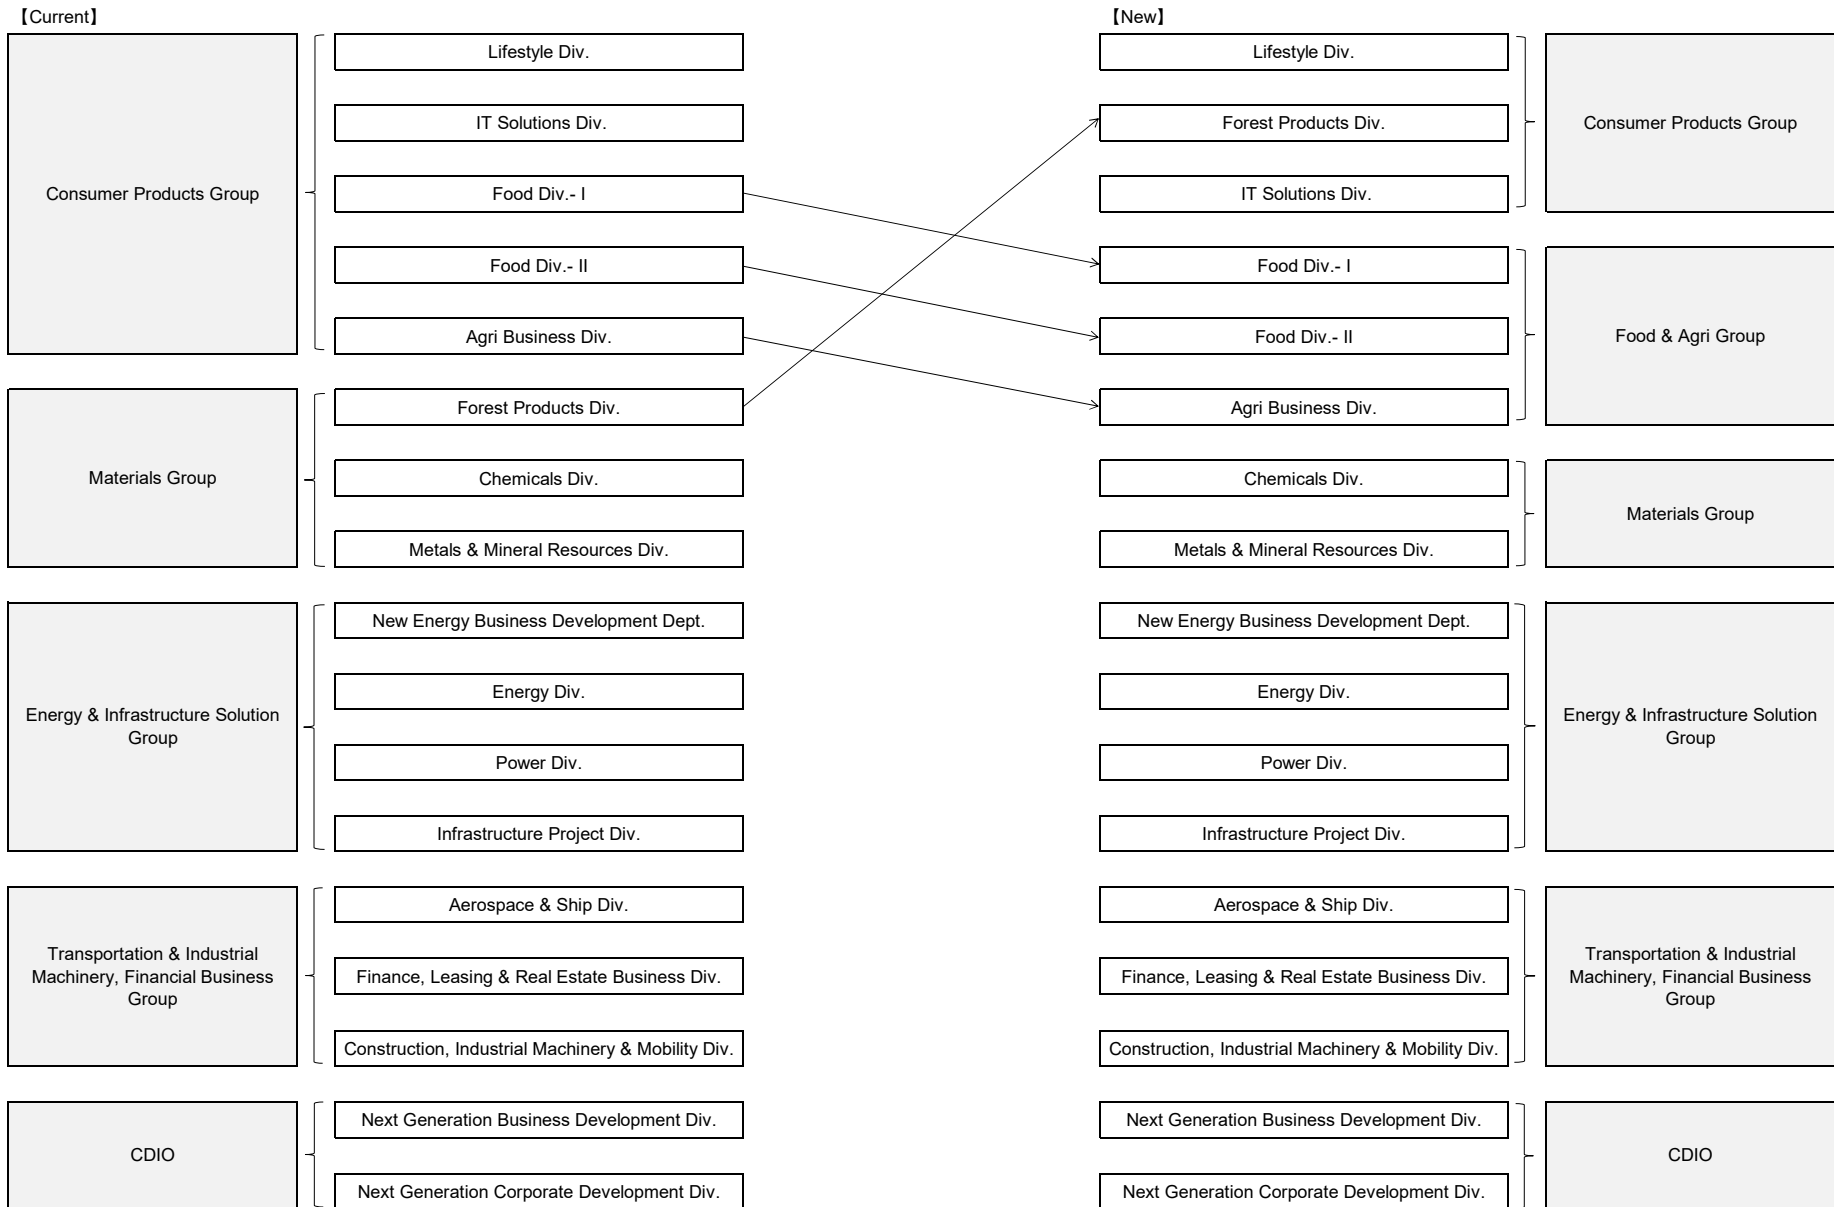 【Current】
Consumer Products Group
Lifestyle Div.
IT Solutions Div.
Food Div.- I
Food Div.- II
Agri Business Div.
Materials Group
Forest Products Div.
Chemicals Div.
Metals & Mineral Resources Div.
Energy & Infrastructure Solution
Group
New Energy Business Development Dept.
Energy Div.
Power Div.
Infrastructure Project Div.
Transportation & Industrial
Machinery, Financial Business
Group
Aerospace & Ship Div.
Finance, Leasing & Real Estate Business Div.
Construction, Industrial Machinery & Mobility Div.
CDIO
Next Generation Business Development Div.
Next Generation Corporate Development Div.
【New】
Lifestyle Div.
Forest Products Div.
IT Solutions Div.
Consumer Products Group
Food Div.- I
Food Div.- II
Agri Business Div.
Food & Agri Group
Chemicals Div.
Metals & Mineral Resources Div.
Materials Group
New Energy Business Development Dept.
Energy Div.
Power Div.
Infrastructure Project Div.
Energy & Infrastructure Solution
Group
Aerospace & Ship Div.
Finance, Leasing & Real Estate Business Div.
Construction, Industrial Machinery & Mobility Div.
Transportation & Industrial
Machinery, Financial Business
Group
Next Generation Business Development Div.
Next Generation Corporate Development Div.
CDIO